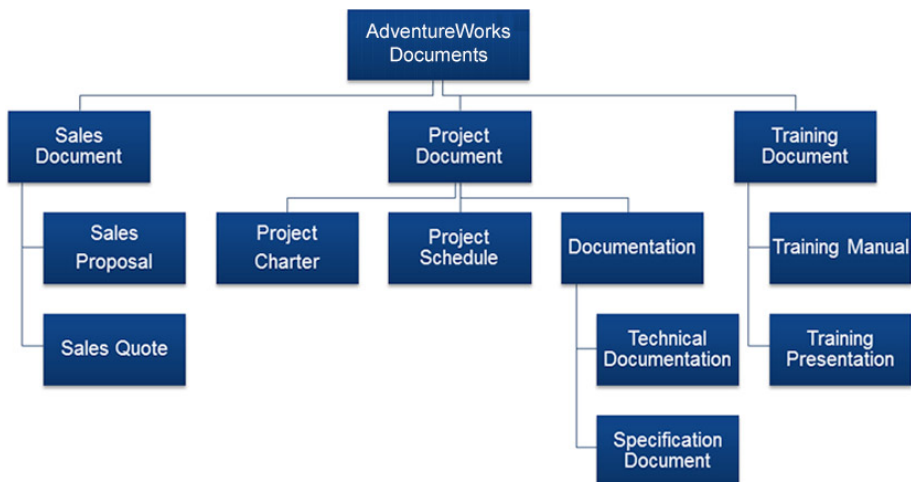 AdventureWorks
Documents
Sales
Document
Project
Document
Training
Document
Sales
Proposal
Project
Charter
Project
Schedule
Documentation
Training Manual
Sales Quote
Technical
Documentation
Training
Presentation
Specification
Document